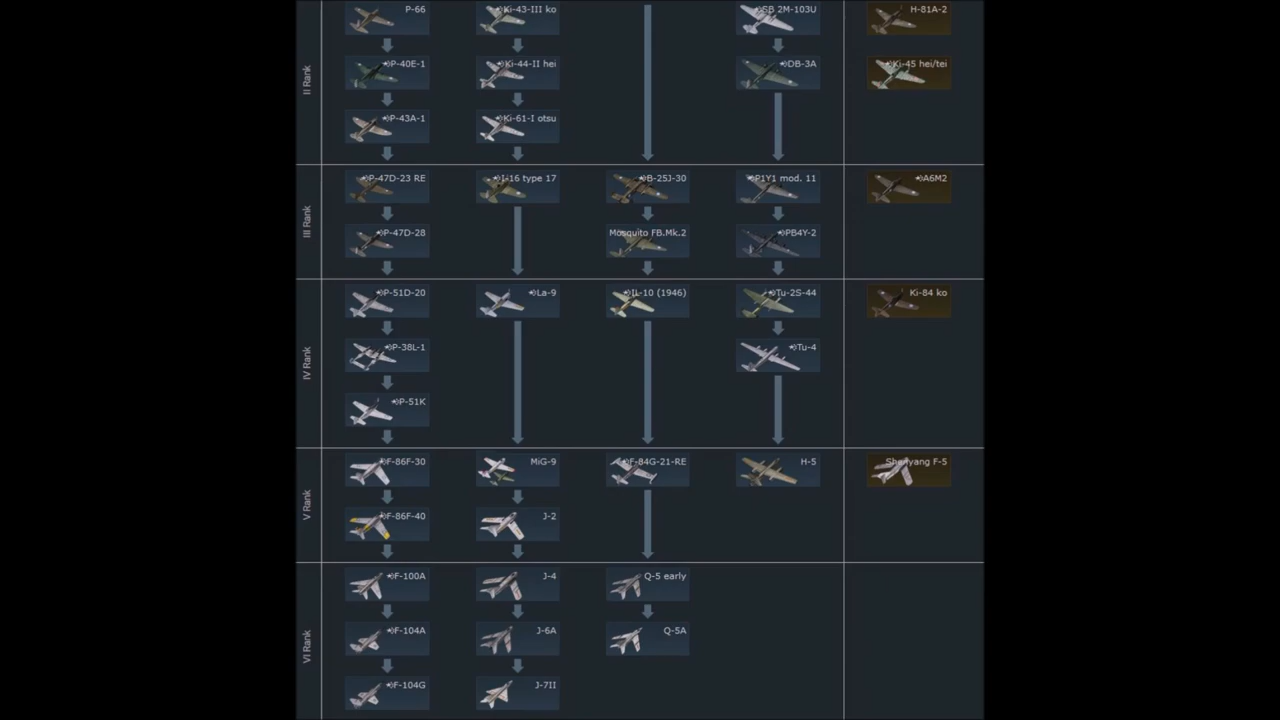 P-66
Ki-43-III ko
SB 2M-103U
H-81A-2
II Rank
P-40E-1
Ki-44-II hei
DB-3A
Ki-45 hei/tei
P-43A-1
Ki-61-I otsu
III Rank
P-47D-23 RE
I-16 type 17
B-25J-30
P1Y1 mod. 11
A6M2
P-47D-28
Mosquito FB.Mk.2
PB4Y-2
IV Rank
P-51D-20
La-9
IL-10 (1946)
Tu-2S-44
Ki-84 ko
P-38L-1
Tu-4
P-51K
V Rank
F-86F-30
MiG-9
F-84G-21-RE
H-5
Shenyang F-5
F-86F-40
J-2
VI Rank
F-100A
J-4
Q-5 early
F-104A
J-6A
Q-5A
F-104G
J-7II